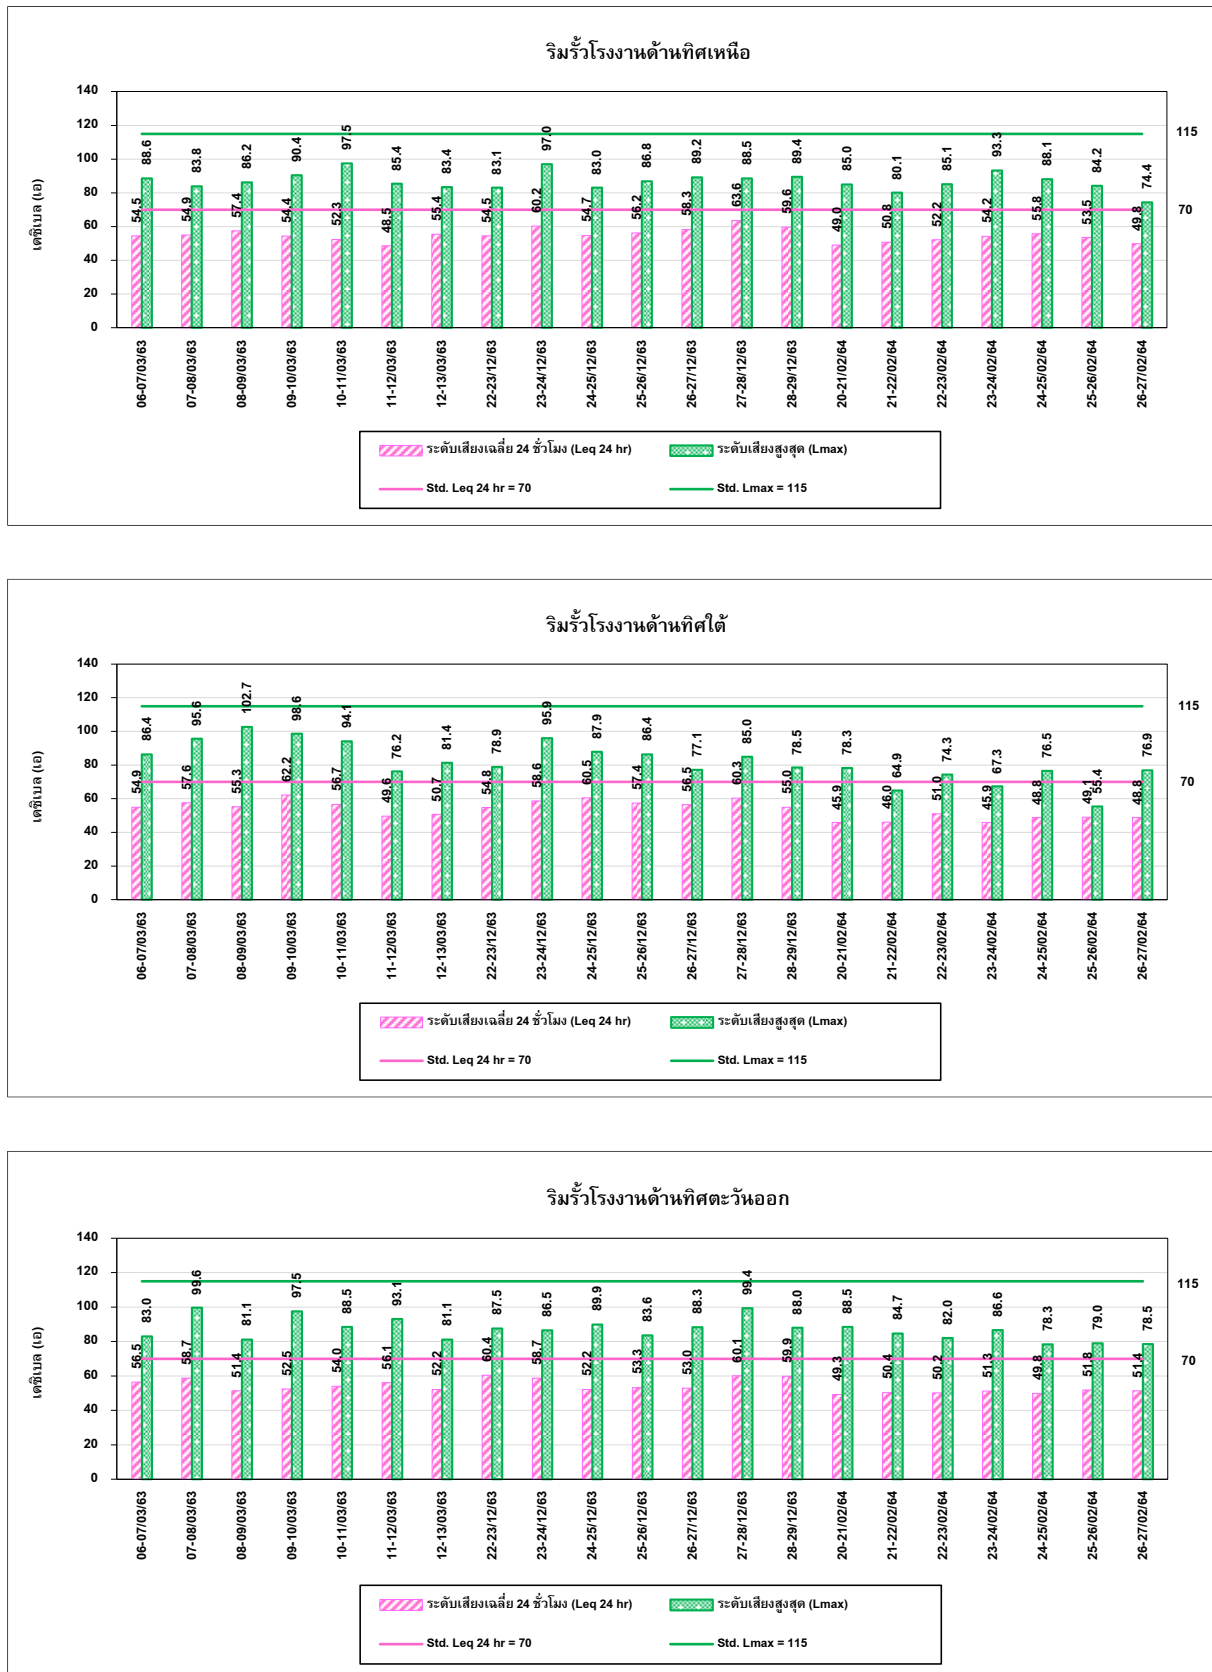 ริมรั้วโรงงานด้านทิศเหนือ
เดซิเบล (เอ)
140
120
100
80
60
40
20
0
115
70
54.5 88.6 54.9 83.8 57.4 86.2 54.4 90.4 52.3 97.5 48.5 85.4 55.4 83.4 54.5 83.1 60.2 97.0 54.7 83.0 56.2 86.8 58.3 89.2 63.6 88.5 59.6 89.4 49.0 85.0 50.8 80.1 52.2 85.1 54.2 93.3 55.8 88.1 53.5 84.2 49.8 74.4
06-07/03/63 07-08/03/63 08-09/03/63 09-10/03/63 10-11/03/63 11-12/03/63 12-13/03/63 22-23/12/63 23-24/12/63 24-25/12/63 25-26/12/63 26-27/12/63 27-28/12/63 28-29/12/63 20-21/02/64 21-22/02/64 22-23/02/64 23-24/02/64 24-25/02/64 25-26/02/64 26-27/02/64
ระดับเสียงเฉลี่ย 24 ชั่วโมง (Leq 24 hr) ระดับเสียงสูงสุด (Lmax)
Std. Leq 24 hr = 70 Std. Lmax = 115
ริมรั้วโรงงานด้านทิศใต้
เดซิเบล (เอ)
140
120
100
80
60
40
20
0
115
70
54.9 86.4 57.6 95.6 55.3 102.7 62.2 98.6 56.7 94.1 49.6 76.2 50.7 81.4 54.8 78.9 58.6 95.9 60.5 87.9 57.4 86.4 56.5 77.1 60.3 85.0 55.0 78.5 45.9 78.3 46.0 64.9 51.0 74.3 45.9 67.3 48.8 76.5 49.1 55.4 48.8 76.9
06-07/03/63 07-08/03/63 08-09/03/63 09-10/03/63 10-11/03/63 11-12/03/63 12-13/03/63 22-23/12/63 23-24/12/63 24-25/12/63 25-26/12/63 26-27/12/63 27-28/12/63 28-29/12/63 20-21/02/64 21-22/02/64 22-23/02/64 23-24/02/64 24-25/02/64 25-26/02/64 26-27/02/64
ระดับเสียงเฉลี่ย 24 ชั่วโมง (Leq 24 hr) ระดับเสียงสูงสุด (Lmax)
Std. Leq 24 hr = 70 Std. Lmax = 115
ริมรั้วโรงงานด้านทิศตะวันออก
เดซิเบล (เอ)
140
120
100
80
60
40
20
0
115
70
56.5 83.0 58.7 99.6 51.4 81.1 52.5 97.5 54.0 88.5 56.1 93.1 52.2 81.1 60.4 87.5 58.7 86.5 52.2 89.9 53.3 83.6 53.0 88.3 60.1 99.4 59.9 88.0 49.3 88.5 50.4 84.7 50.2 82.0 51.3 86.6 49.8 78.3 51.8 79.0 51.4 78.5
06-07/03/63 07-08/03/63 08-09/03/63 09-10/03/63 10-11/03/63 11-12/03/63 12-13/03/63 22-23/12/63 23-24/12/63 24-25/12/63 25-26/12/63 26-27/12/63 27-28/12/63 28-29/12/63 20-21/02/64 21-22/02/64 22-23/02/64 23-24/02/64 24-25/02/64 25-26/02/64 26-27/02/64
ระดับเสียงเฉลี่ย 24 ชั่วโมง (Leq 24 hr) ระดับเสียงสูงสุด (Lmax)
Std. Leq 24 hr = 70 Std. Lmax = 115